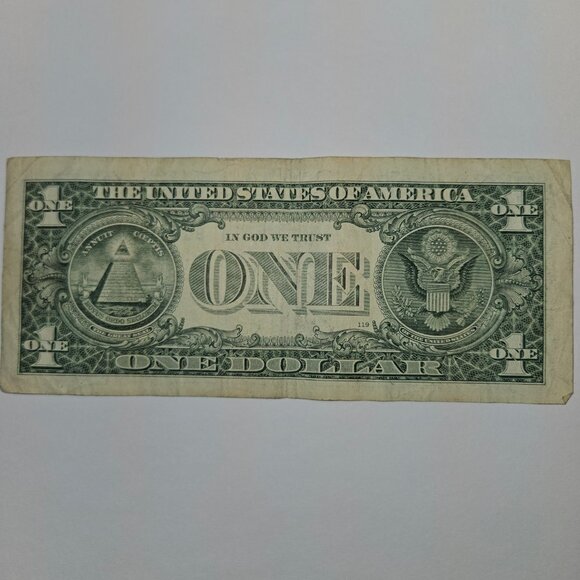 1 ONE
THE UNITED STATES OF AMERICA
1 ONE
ANNUIT CŒPTIS
IN GOD WE TRUST
ONE
119
1 ONE
ONE DOLLAR
1 ONE